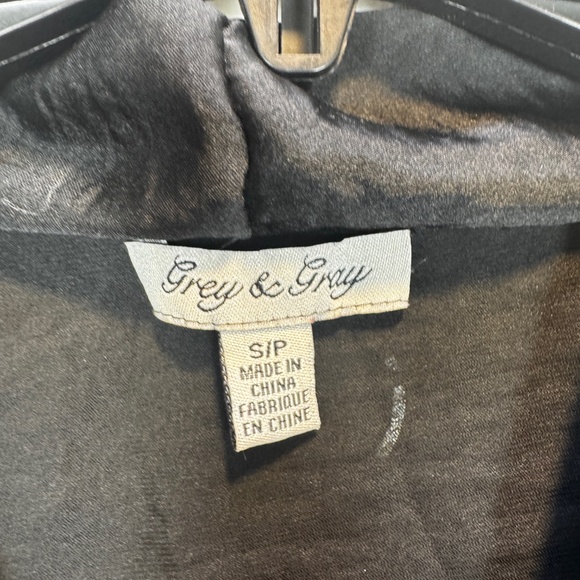 Grey & Gray
S/P
MADE IN
CHINA
FABRIQUE
EN CHINE